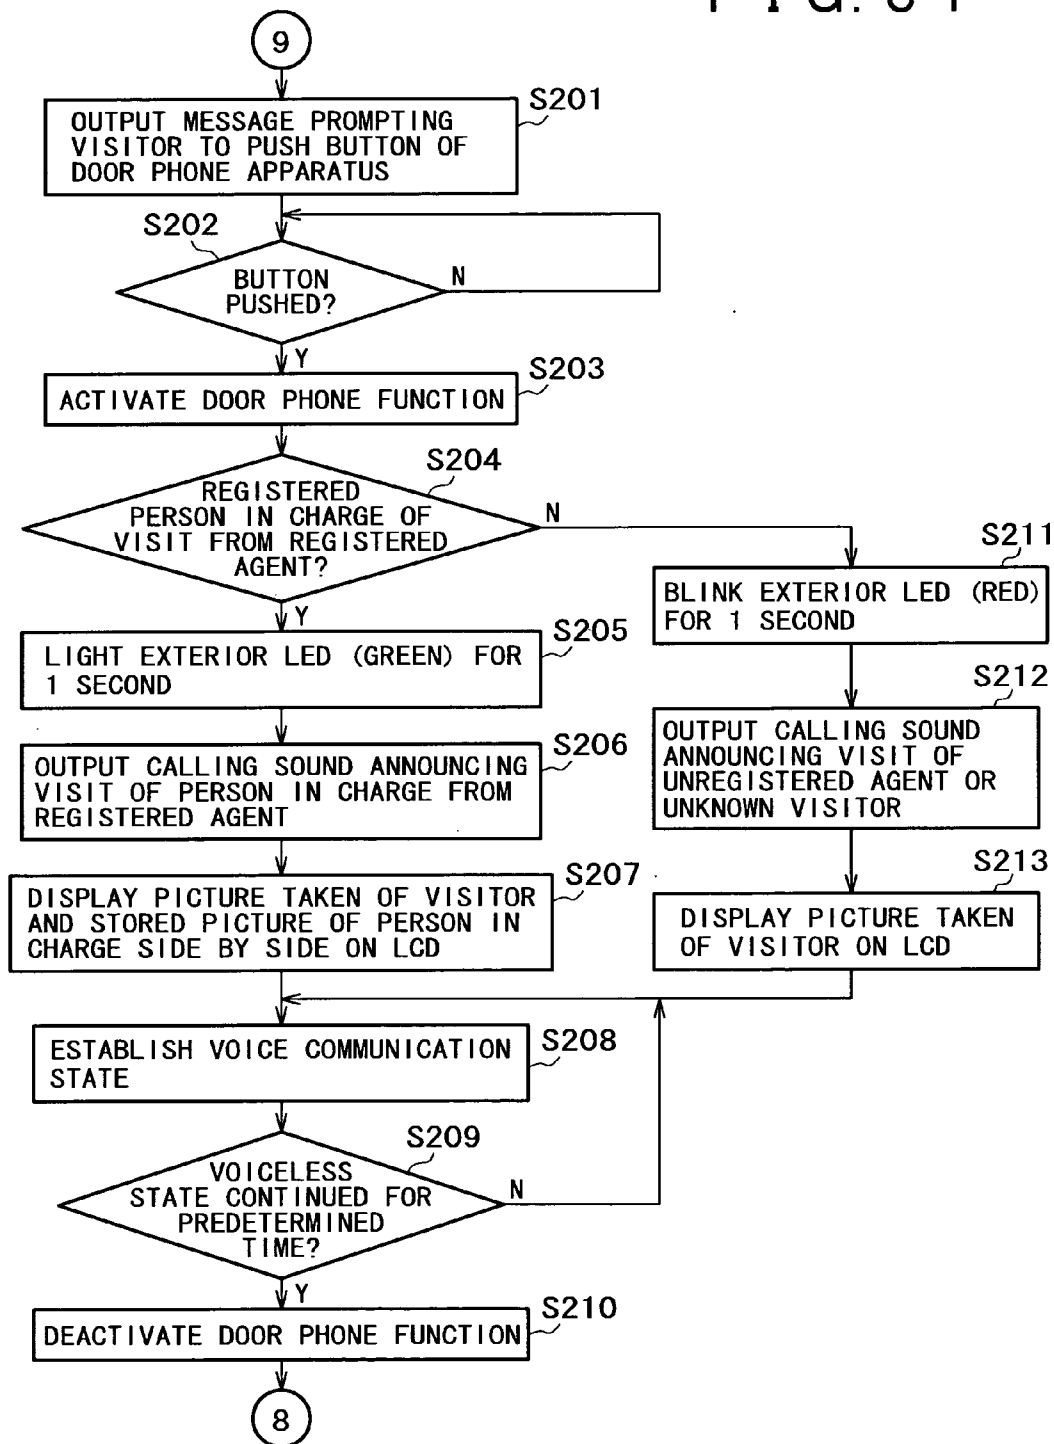 9
S201
OUTPUT MESSAGE PROMPTING
VISITOR TO PUSH BUTTON OF
DOOR PHONE APPARATUS
S202
BUTTON
PUSHED?
N
Y
S203
ACTIVATE DOOR PHONE FUNCTION
S204
REGISTERED
PERSON IN CHARGE OF
VISIT FROM REGISTERED
AGENT?
N
Y
S205
LIGHT EXTERIOR LED (GREEN) FOR
1 SECOND
S206
OUTPUT CALLING SOUND ANNOUNCING
VISIT OF PERSON IN CHARGE FROM
REGISTERED AGENT
S207
DISPLAY PICTURE TAKEN OF VISITOR
AND STORED PICTURE OF PERSON IN
CHARGE SIDE BY SIDE ON LCD
S211
BLINK EXTERIOR LED (RED)
FOR 1 SECOND
S212
OUTPUT CALLING SOUND
ANNOUNCING VISIT OF
UNREGISTERED AGENT OR
UNKNOWN VISITOR
S213
DISPLAY PICTURE TAKEN
OF VISITOR ON LCD
S208
ESTABLISH VOICE COMMUNICATION
STATE
S209
VOICELESS
STATE CONTINUED FOR
PREDETERMINED
TIME?
N
Y
S210
DEACTIVATE DOOR PHONE FUNCTION
8